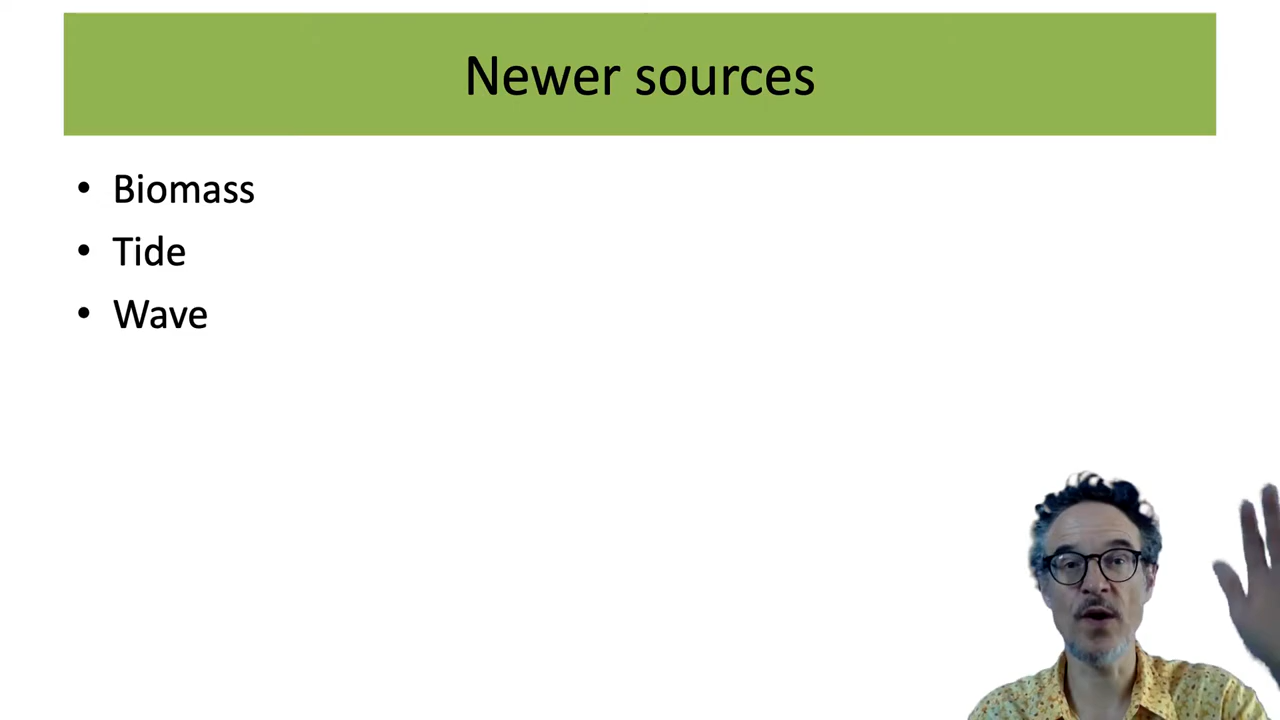 Newer sources
• Biomass
• Tide
• Wave